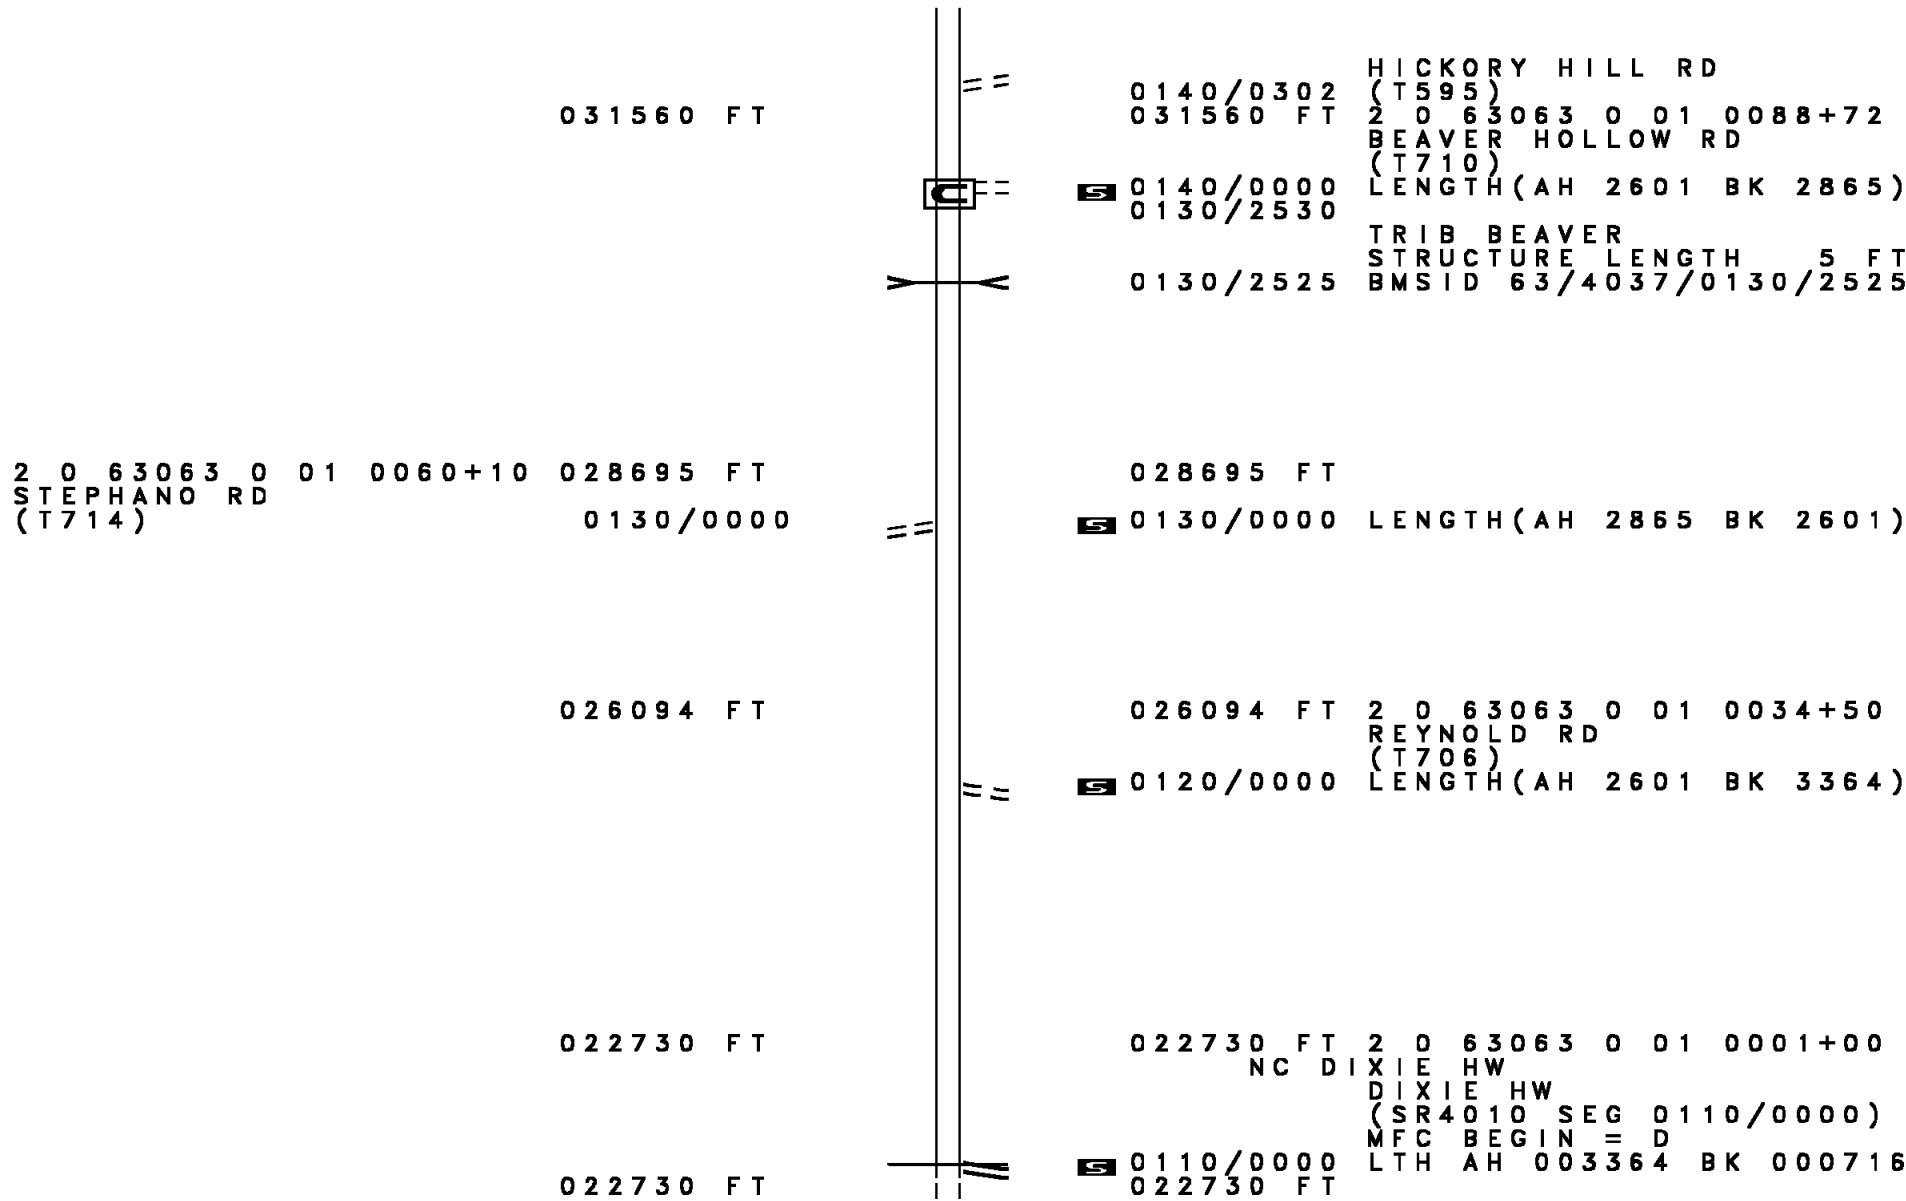 HICKORY HILL RD
0140/0302 (T595)
031560 FT 031560 FT 2 0 63063 0 01 0088+72
BEAVER HOLLOW RD
(T710)
S 0140/0000 LENGTH(AH 2601 BK 2865)
0130/2530
TRIB BEAVER
STRUCTURE LENGTH 5 FT
0130/2525 BMSID 63/4037/0130/2525
2 0 63063 0 01 0060+10 028695 FT 028695 FT
STEPHANO RD
(T714) 0130/0000 S 0130/0000 LENGTH(AH 2865 BK 2601)
026094 FT 026094 FT 2 0 63063 0 01 0034+50
REYNOLD RD
(T706)
S 0120/0000 LENGTH(AH 2601 BK 3364)
022730 FT 022730 FT 2 0 63063 0 01 0001+00
NC DIXIE HW
DIXIE HW
(SR4010 SEG 0110/0000)
MFC BEGIN = D
S 0110/0000 LTH AH 003364 BK 000716
022730 FT 022730 FT